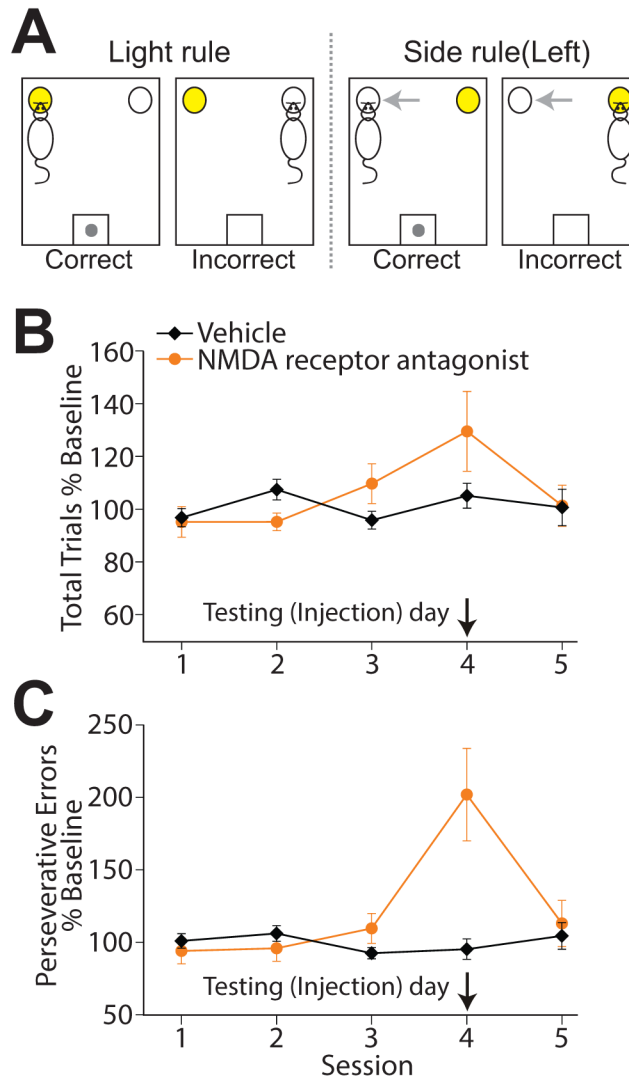 A
Light rule
Side rule(Left)
Correct
Incorrect
Correct
Incorrect
B
Vehicle
NMDA receptor antagonist
Total Trials % Baseline
160
140
120
100
80
60
Testing (Injection) day
1 2 3 4 5
C
Perseverative Errors
% Baseline
250
200
150
100
50
Testing (Injection) day
1 2 3 4 5
Session